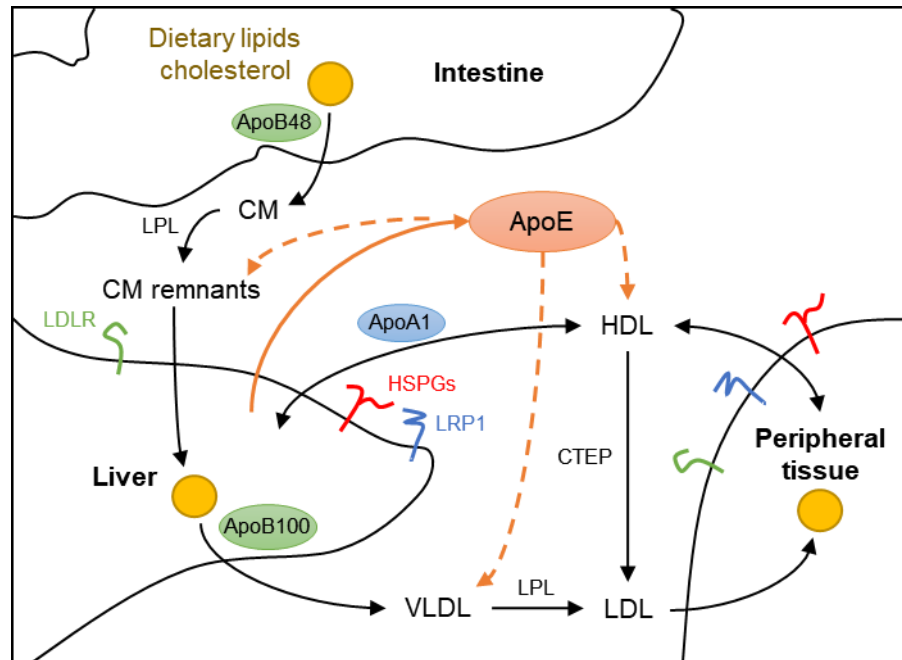 Dietary lipids
cholesterol
Intestine
ApoB48
CM
LPL
ApoE
CM remnants
LDLR
ApoA1
HDL
HSPGs
LRP1
CTEP
Peripheral
tissue
Liver
ApoB100
VLDL
LPL
LDL